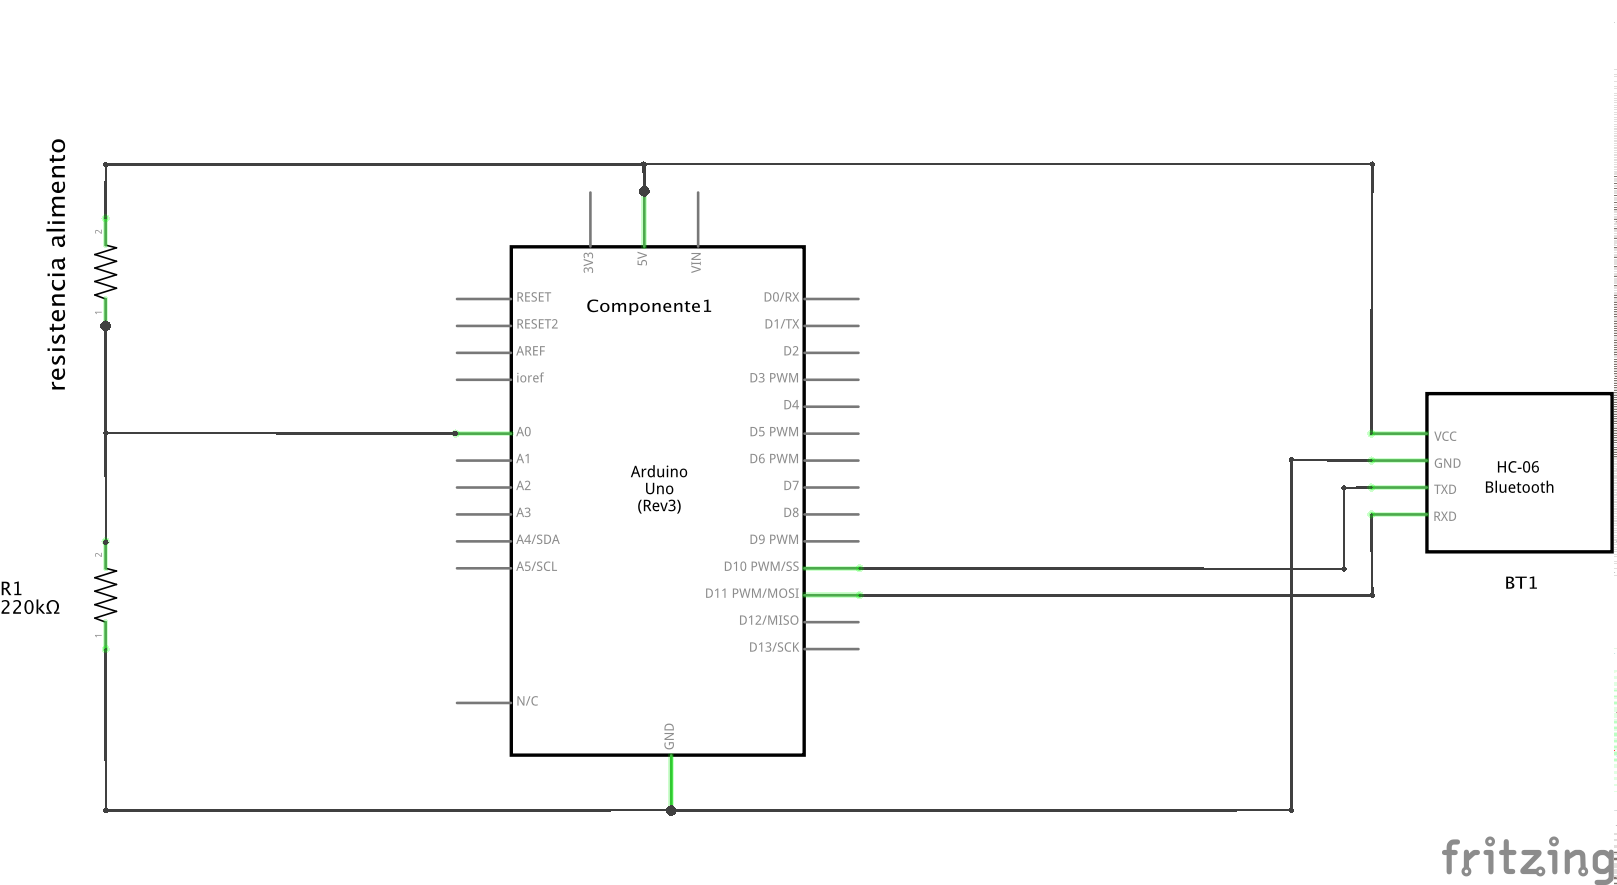 resistencia alimento
2
1
R1
220kΩ
2
1
3V3
5V
VIN
Componente1
RESET
RESET2
AREF
ioref
A0
A1
A2
A3
A4/SDA
A5/SCL
N/C
Arduino
Uno
(Rev3)
D0/RX
D1/TX
D2
D3 PWM
D4
D5 PWM
D6 PWM
D7
D8
D9 PWM
D10 PWM/SS
D11 PWM/MOSI
D12/MISO
D13/SCK
GND
VCC
GND
TXD
RXD
HC-06
Bluetooth
BT1
fritzing